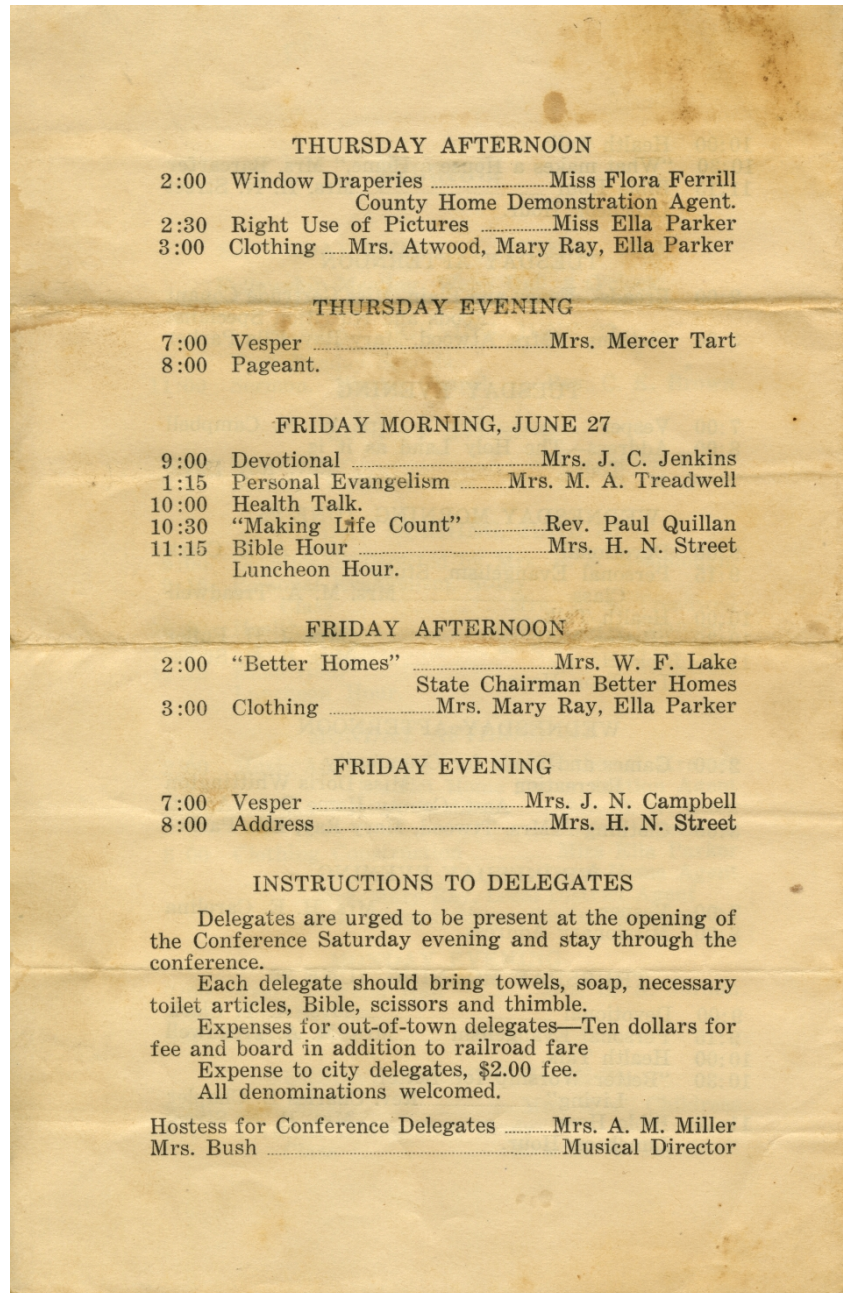 THURSDAY AFTERNOON
2:00 Window Draperies ........................Miss Flora Ferrill
County Home Demonstration Agent.
2:30 Right Use of Pictures ................Miss Ella Parker
3:00 Clothing ......Mrs. Atwood, Mary Ray, Ella Parker
THURSDAY EVENING
7:00 Vesper ................................................Mrs. Mercer Tart
8:00 Pageant.
FRIDAY MORNING, JUNE 27
9:00 Devotional ........................................Mrs. J. C. Jenkins
1:15 Personal Evangelism ..........Mrs. M. A. Treadwell
10:00 Health Talk.
10:30 “Making Life Count” ...............Rev. Paul Quillan
11:15 Bible Hour ........................................Mrs. H. N. Street
Luncheon Hour.
FRIDAY AFTERNOON
2:00 “Better Homes” ..............................Mrs. W. F. Lake
State Chairman Better Homes
3:00 Clothing .......................Mrs. Mary Ray, Ella Parker
FRIDAY EVENING
7:00 Vesper .............................................Mrs. J. N. Campbell
8:00 Address ................................................Mrs. H. N. Street
INSTRUCTIONS TO DELEGATES
Delegates are urged to be present at the opening of
the Conference Saturday evening and stay through the
conference.
Each delegate should bring towels, soap, necessary
toilet articles, Bible, scissors and thimble.
Expenses for out-of-town delegates—Ten dollars for
fee and board in addition to railroad fare
Expense to city delegates, $2.00 fee.
All denominations welcomed.
Hostess for Conference Delegates ..........Mrs. A. M. Miller
Mrs. Bush ................................................................Musical Director